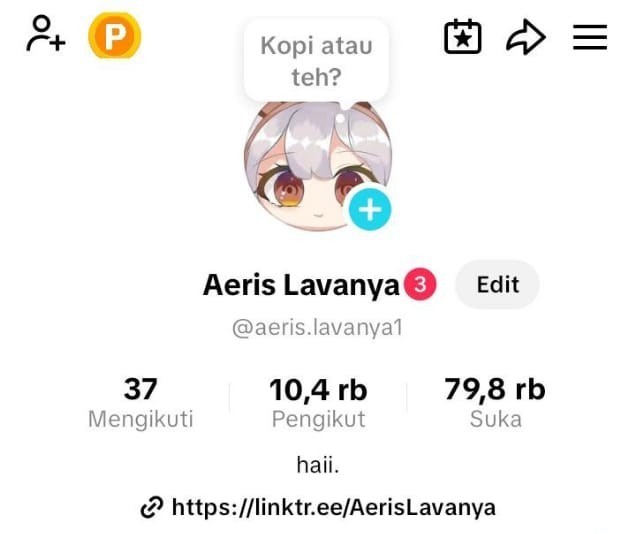 P
Kopi atau
teh?
Aeris Lavanya 3 Edit
@aeris.lavanya1
37 10,4 rb 79,8 rb
Mengikuti Pengikut Suka
haii.
https://linktr.ee/AerisLavanya